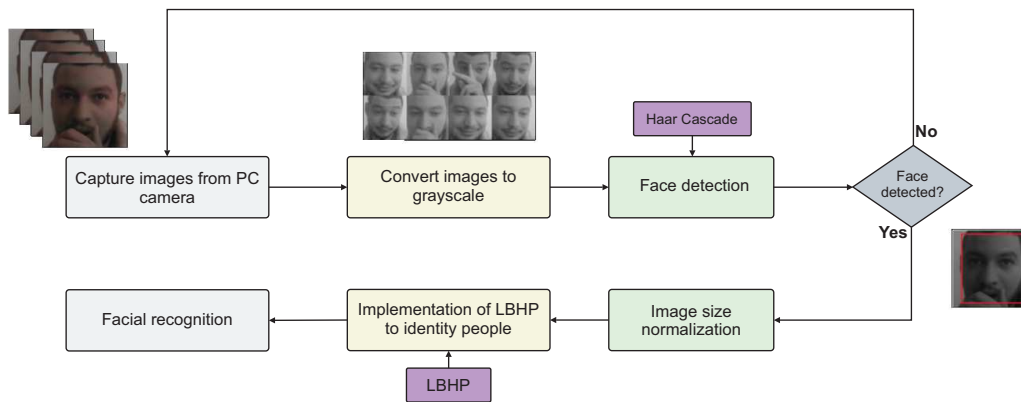 Haar Cascade
No
Capture images from PC
camera
Convert images to
grayscale
Face detection
Face
detected?
Yes
Facial recognition
Implementation of LBHP
to identity people
Image size
normalization
LBHP